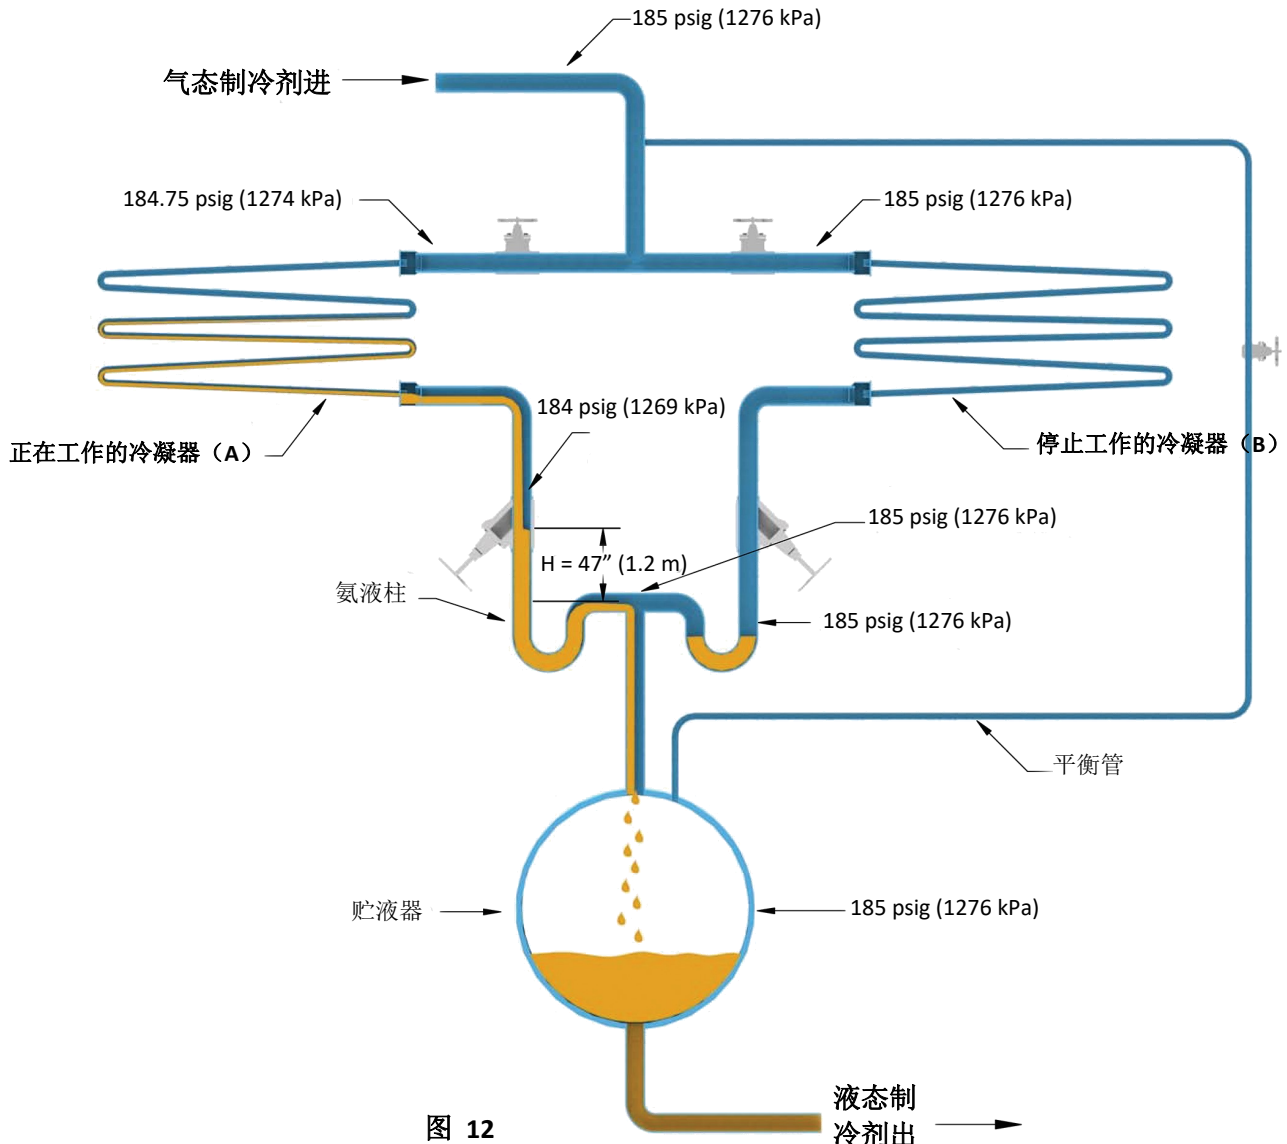 185 psig (1276 kPa)
气态制冷剂进
184.75 psig (1274 kPa)
185 psig (1276 kPa)
184 psig (1269 kPa)
正在工作的冷凝器（A）
停止工作的冷凝器（B）
185 psig (1276 kPa)
H = 47” (1.2 m)
氨液柱
185 psig (1276 kPa)
平衡管
贮液器
185 psig (1276 kPa)
液态制
冷剂出
图 12